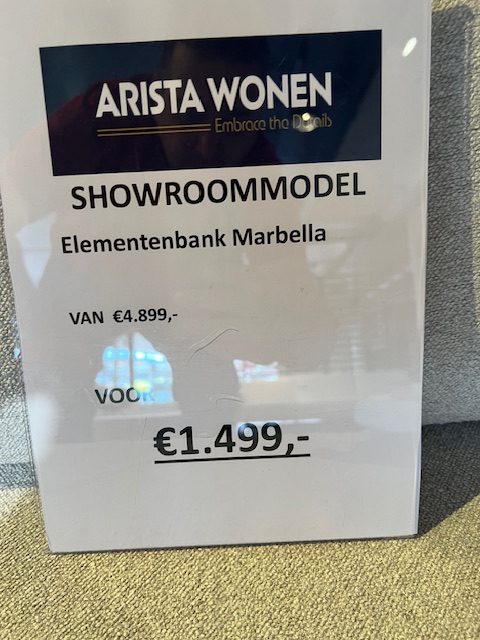 ARISTA WONEN
Embrace the Details
SHOWROOMMODEL
Elementenbank Marbella
VAN €4.899,-
VOOR
€1.499,-